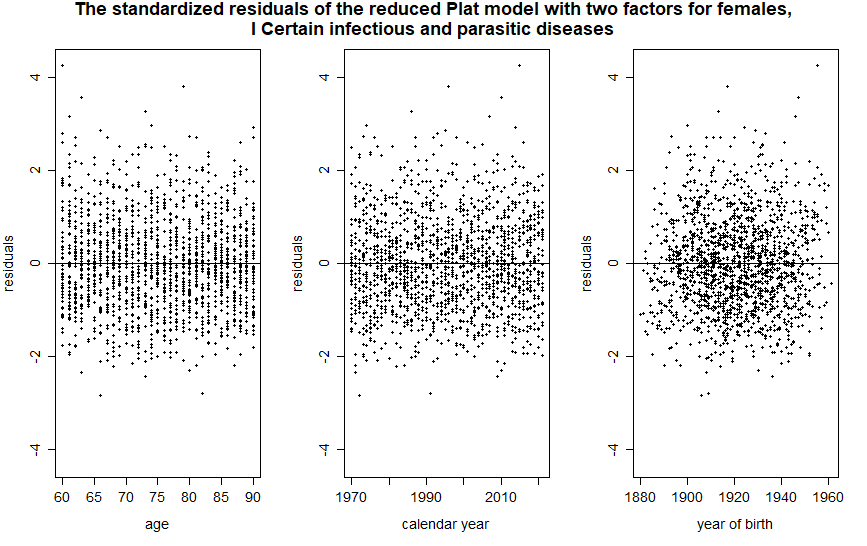 The standardized residuals of the reduced Plat model with two factors for females,
I Certain infectious and parasitic diseases
residuals
4
2
0
-2
-4
60 65 70 75 80 85 90
age
residuals
4
2
0
-2
-4
1970 1990 2010
calendar year
residuals
4
2
0
-2
-4
1880 1900 1920 1940 1960
year of birth